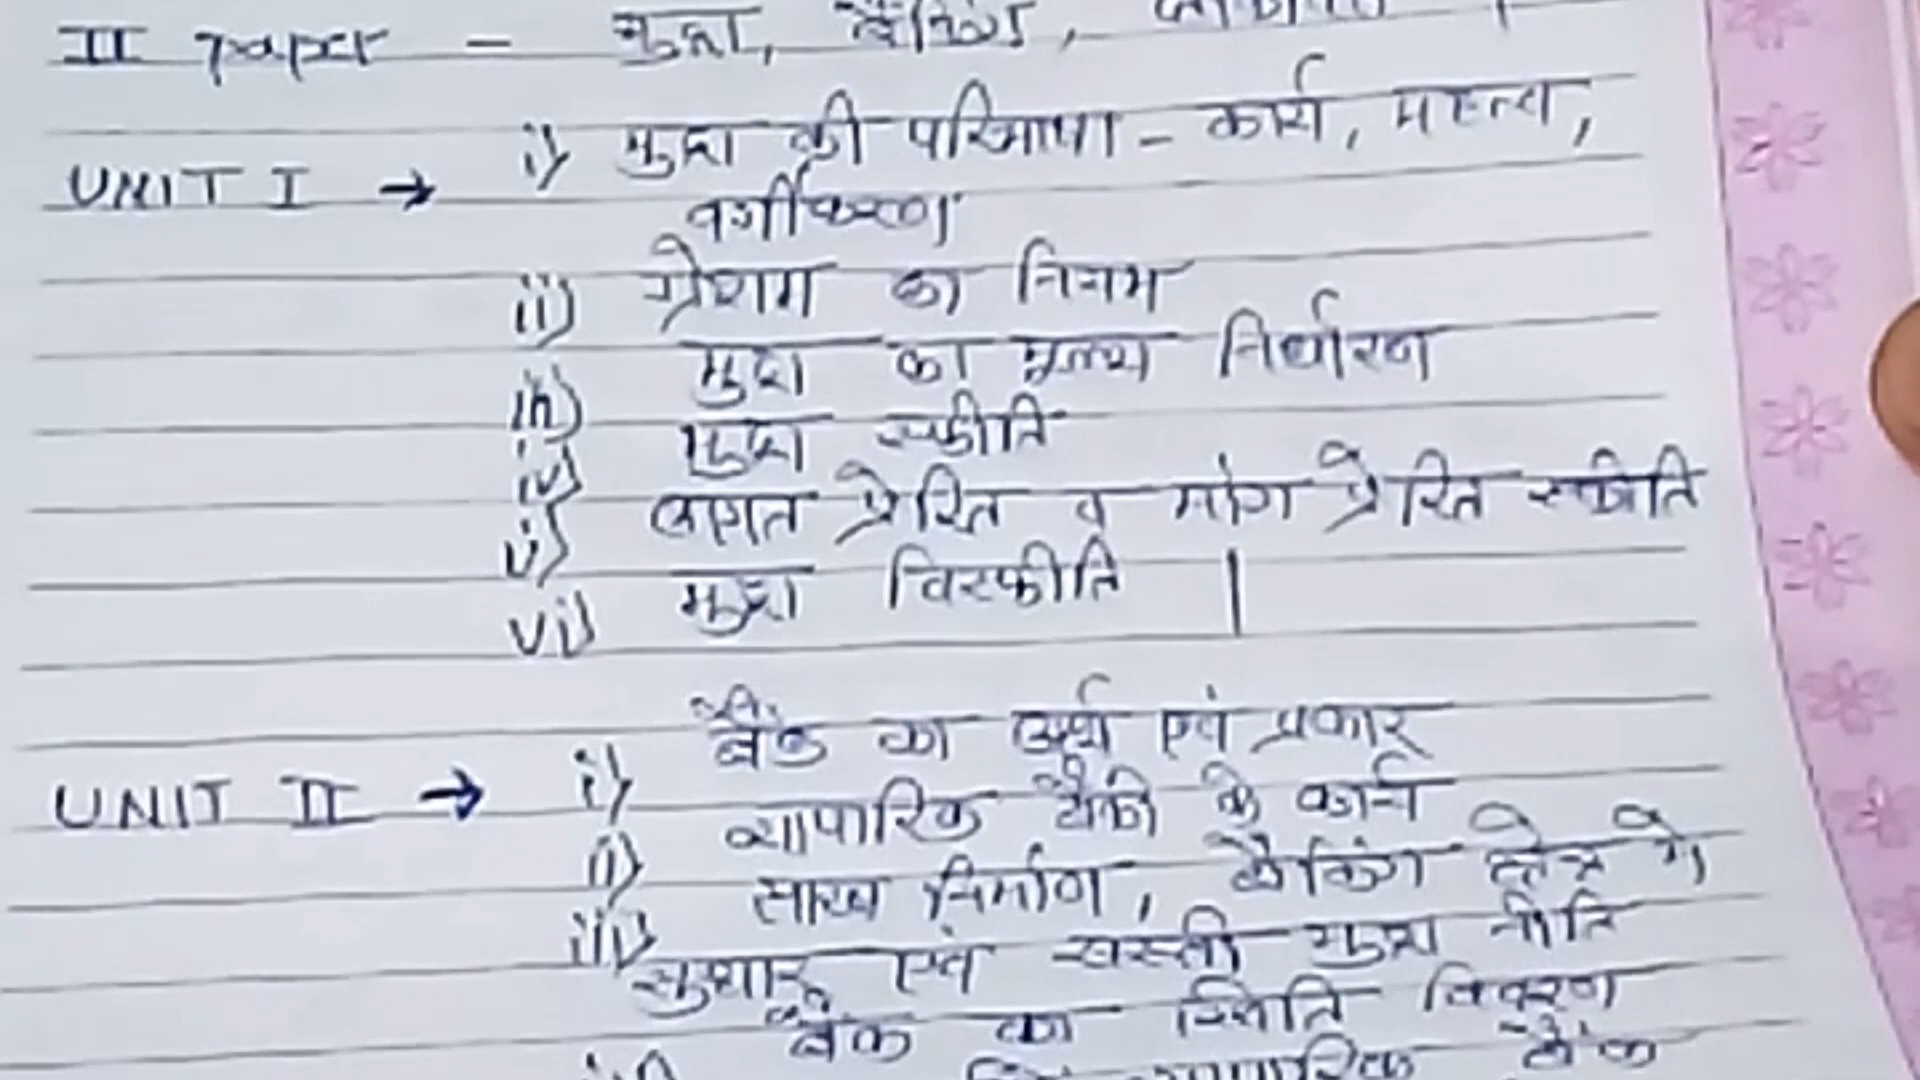 II paper - मुद्रा, बैंकिंग,
UNIT I → i) मुद्रा की परिभाषा - कार्य, महत्व,
वर्गीकरण
ii) ग्रेशम का नियम
iii) मुद्रा का मूल्य निर्धारण
iv) मुद्रा स्फीति
v) लागत प्रेरित व मांग प्रेरित स्फीति
vi) मुद्रा विस्फीति |
UNIT II → i) बैंक का अर्थ एवं प्रकार
ii) व्यापारिक बैंको के कार्य
iii) साख निर्माण, बैंकिंग क्षेत्र में
सुधार एवं सस्ती मुद्रा नीति
बैंक का स्थिति विवरण
व्यापारिक बैंक